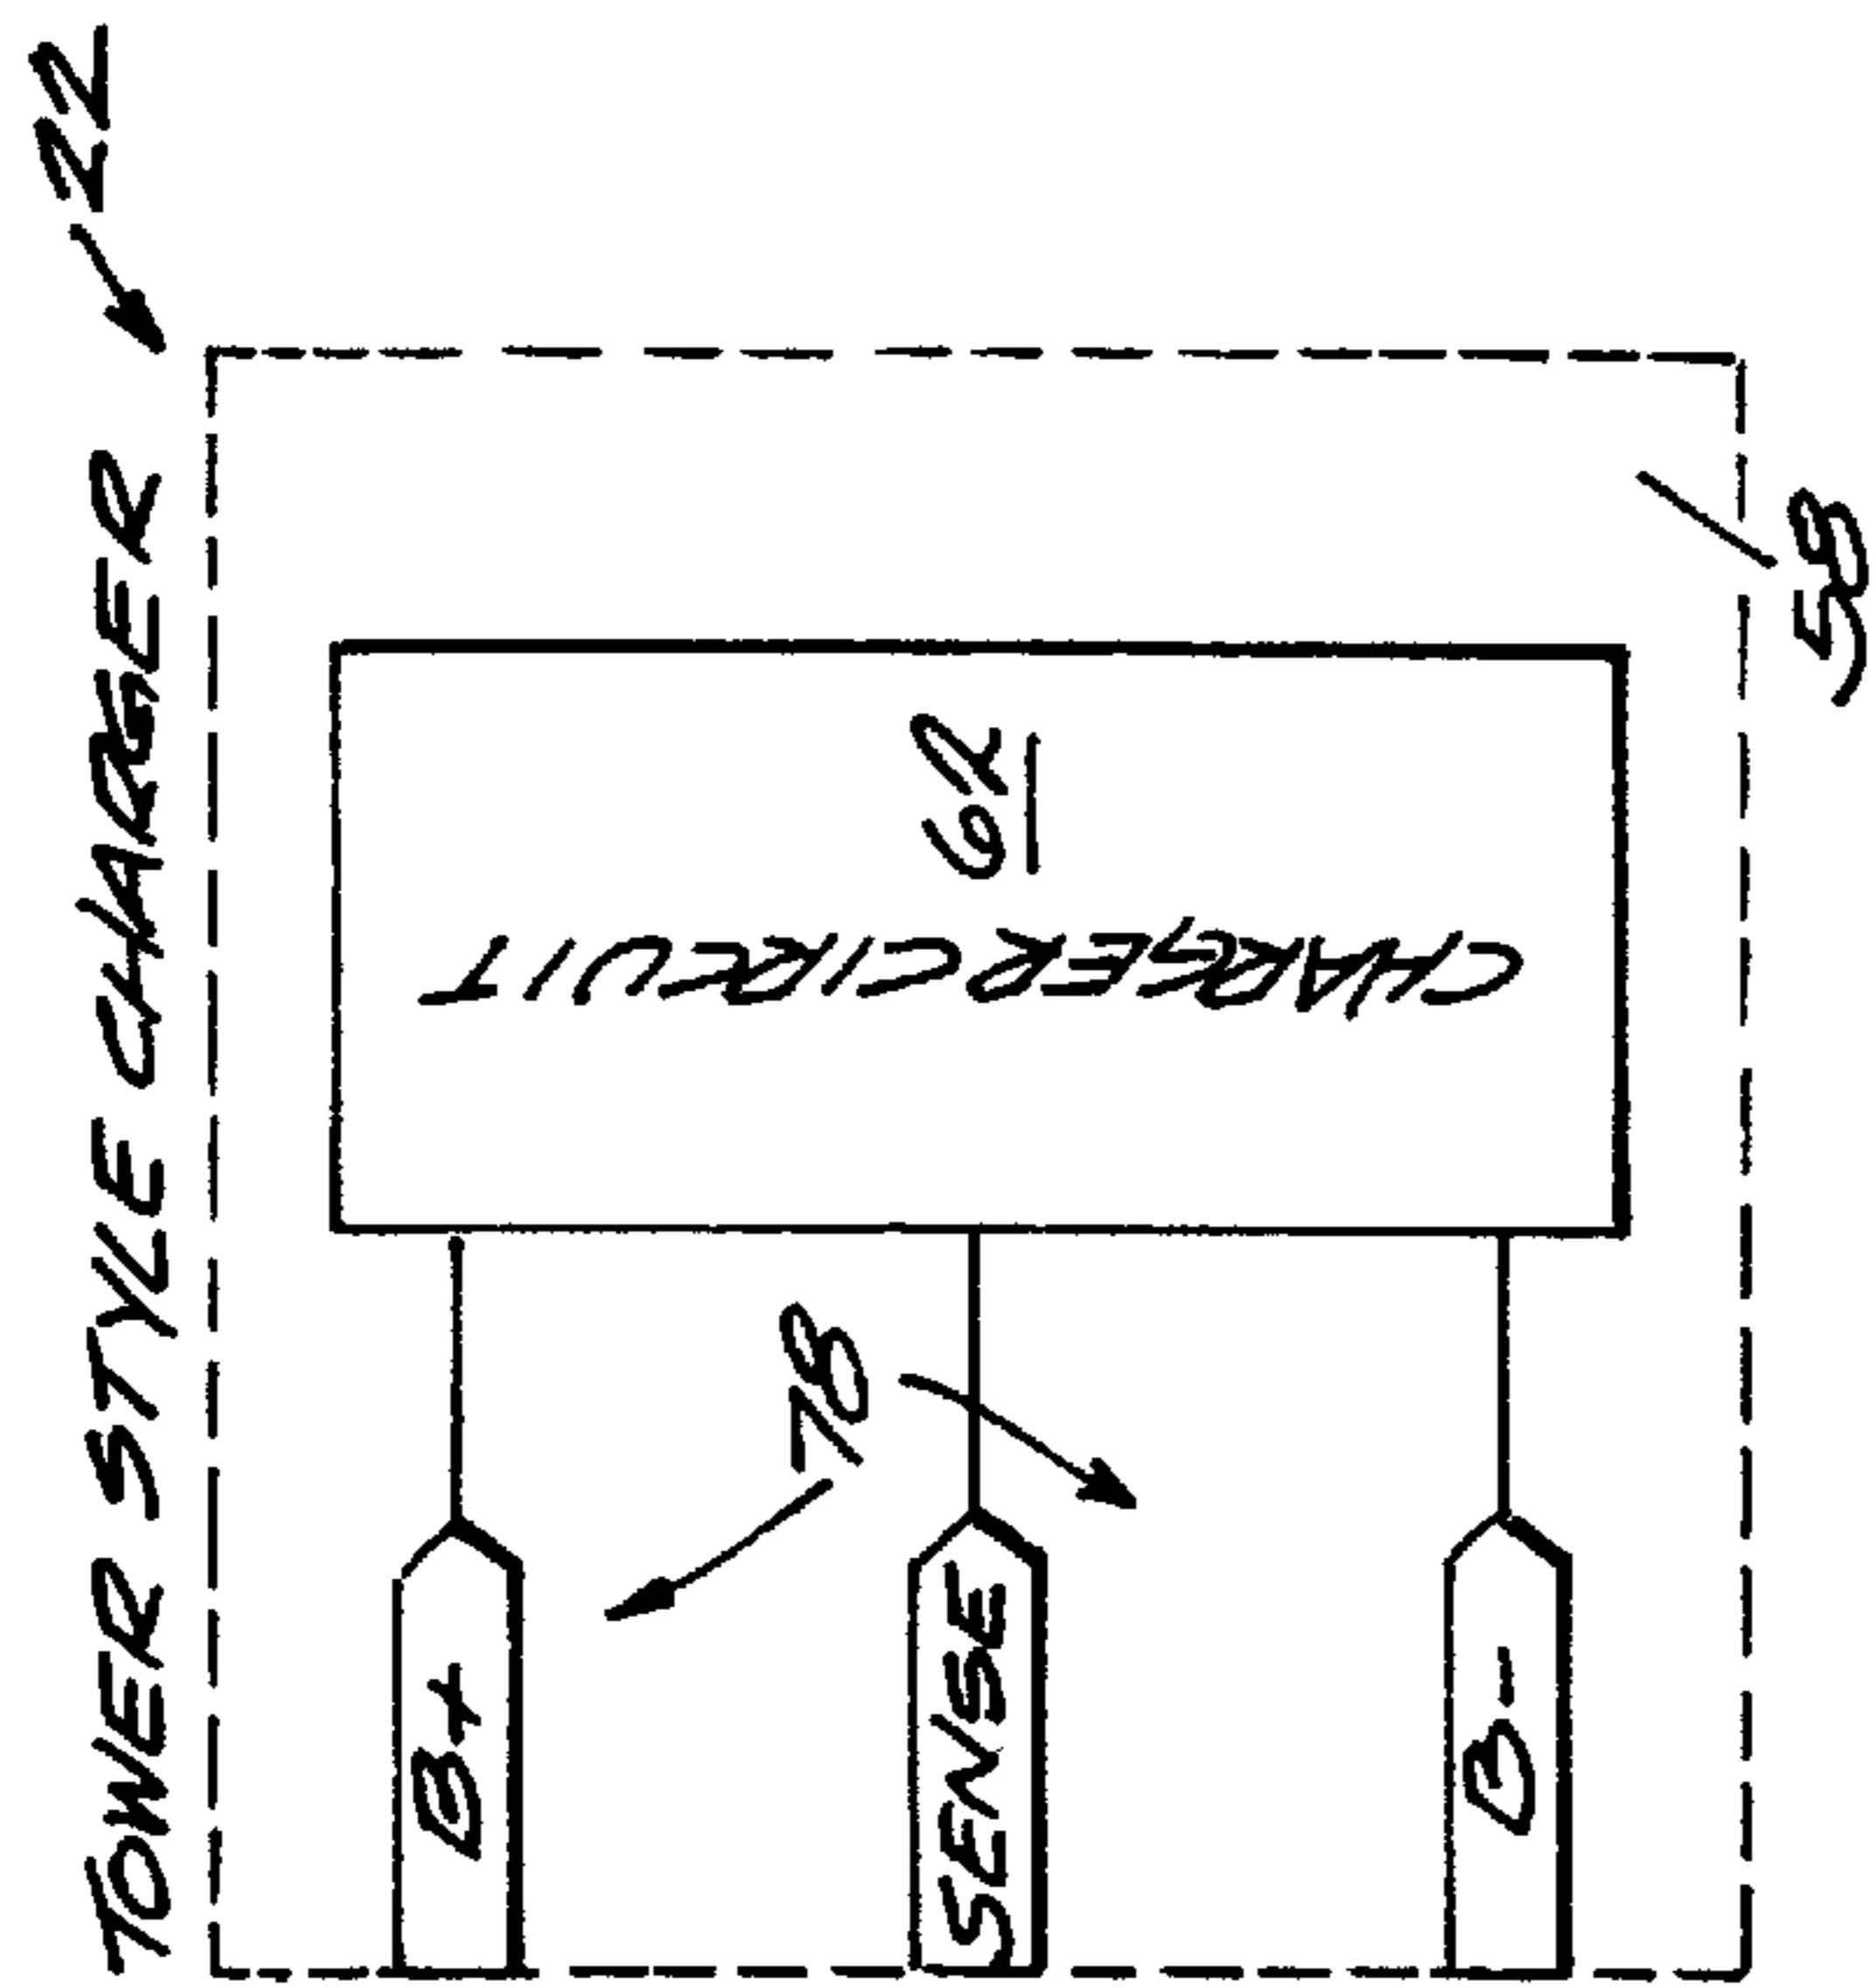 22
TOWER STYLE CHARGER
58
62
CHARGER CIRCUIT
78
B+
SENSE
B-